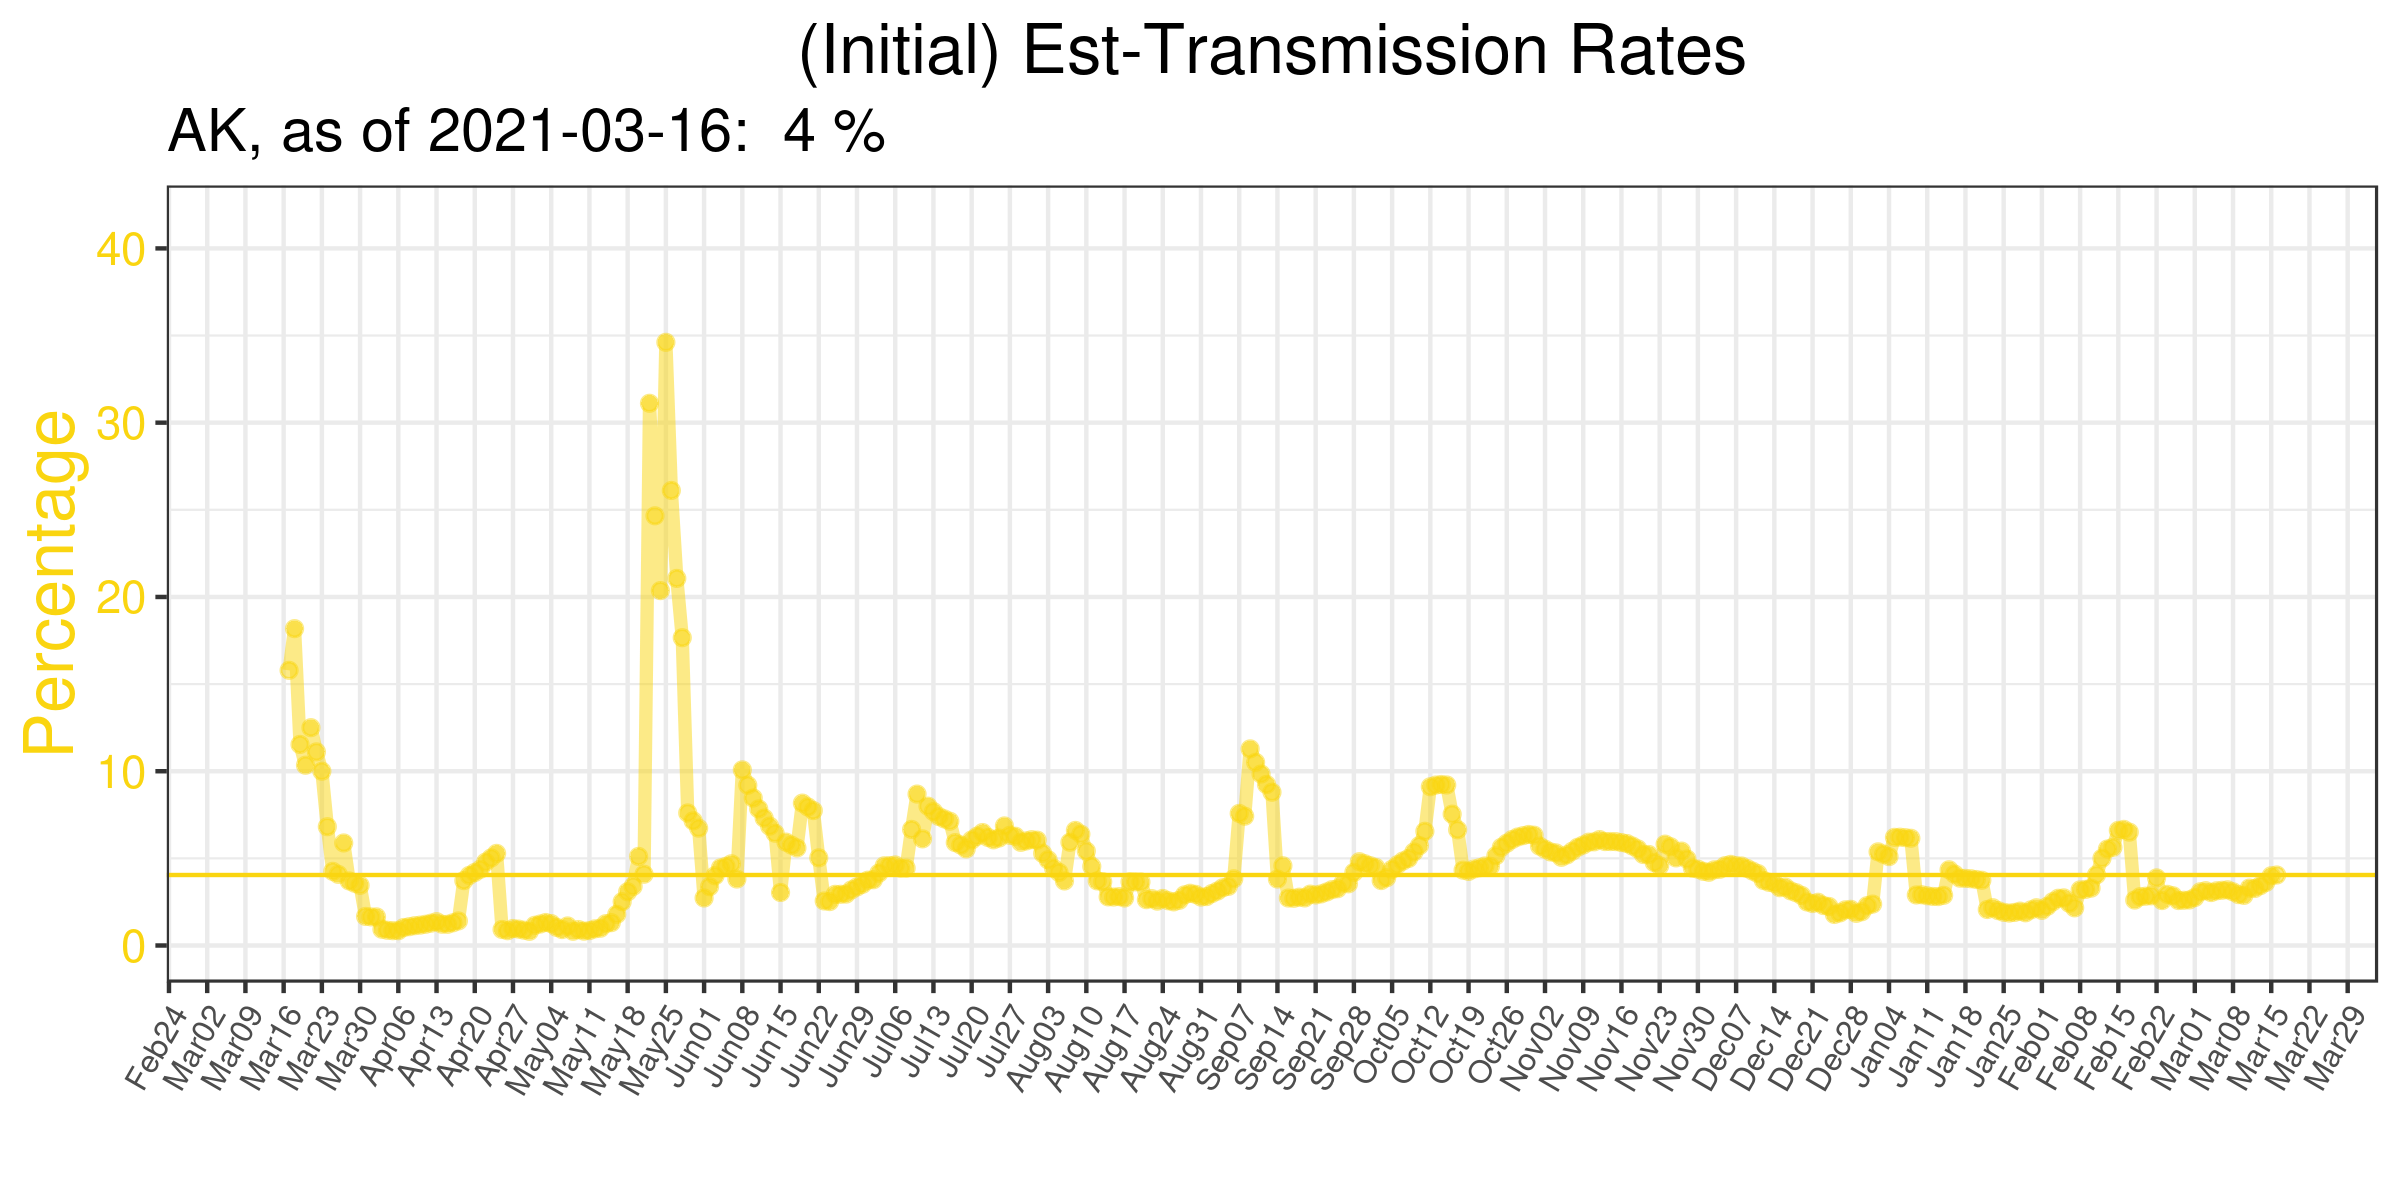 (Initial) Est-Transmission Rates
AK, as of 2021-03-16:  4 %
Percentage
40
30
20
10
0
Feb24
Mar02
Mar09
Mar16
Mar23
Mar30
Apr06
Apr13
Apr20
Apr27
May04
May11
May18
May25
Jun01
Jun08
Jun15
Jun22
Jun29
Jul06
Jul13
Jul20
Jul27
Aug03
Aug10
Aug17
Aug24
Aug31
Sep07
Sep14
Sep21
Sep28
Oct05
Oct12
Oct19
Oct26
Nov02
Nov09
Nov16
Nov23
Nov30
Dec07
Dec14
Dec21
Dec28
Jan04
Jan11
Jan18
Jan25
Feb01
Feb08
Feb15
Feb22
Mar01
Mar08
Mar15
Mar22
Mar29